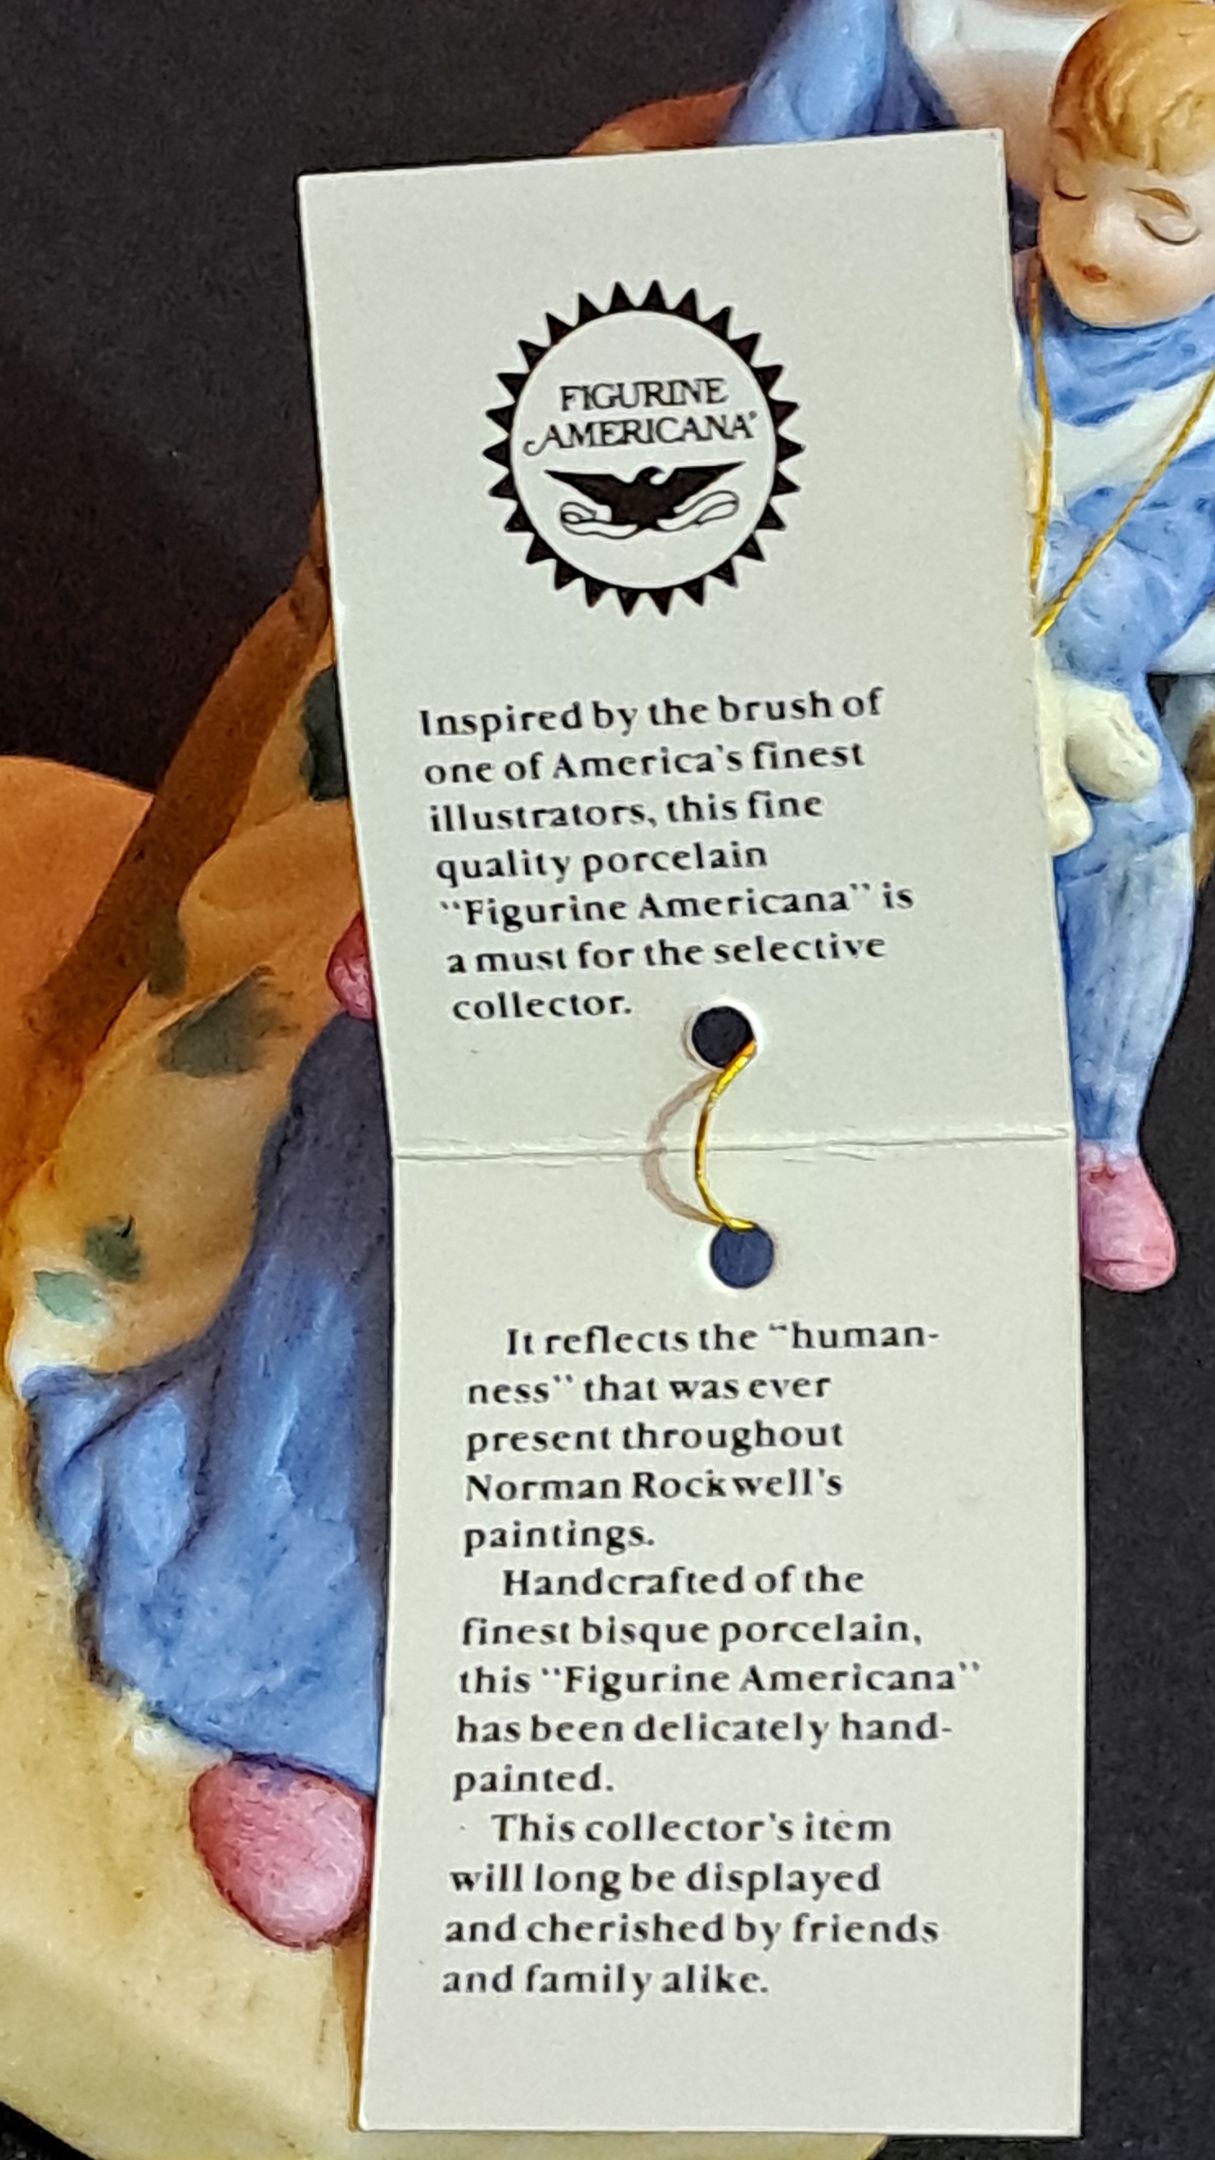 FIGURINE
AMERICANA®
Inspired by the brush of
one of America's finest
illustrators, this fine
quality porcelain
"Figurine Americana" is
a must for the selective
collector.
It reflects the "human-
ness" that was ever
present throughout
Norman Rockwell's
paintings.
Handcrafted of the
finest bisque porcelain,
this "Figurine Americana"
has been delicately hand-
painted.
This collector's item
will long be displayed
and cherished by friends
and family alike.